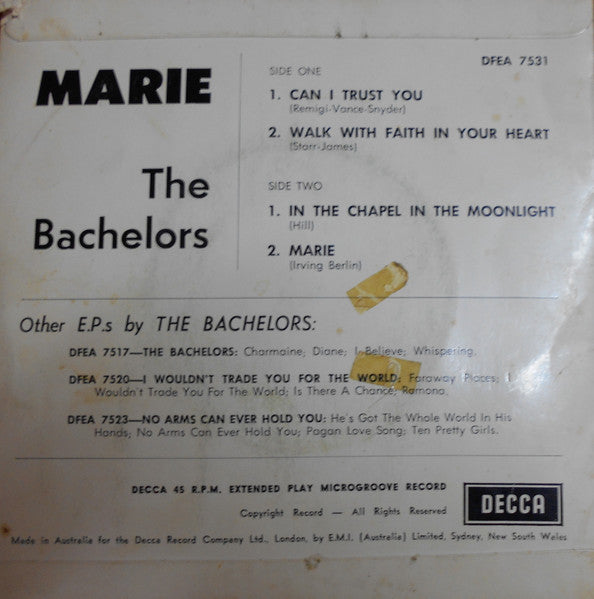 MARIE
The
Bachelors
DFEA 7531
SIDE ONE
1. CAN I TRUST YOU
(Remigi-Vance-Snyder)
2. WALK WITH FAITH IN YOUR HEART
(Starr-James)
SIDE TWO
1. IN THE CHAPEL IN THE MOONLIGHT
(Hill)
2. MARIE
(Irving Berlin)
Other E.P.s by THE BACHELORS:
DFEA 7517—THE BACHELORS: Charmaine; Diane; I Believe; Whispering.
DFEA 7520—I WOULDN'T TRADE YOU FOR THE WORLD: Faraway Places; I
Wouldn't Trade You For The World; Is There A Chance; Ramona.
DFEA 7523—NO ARMS CAN EVER HOLD YOU: He's Got The Whole World In His
Hands; No Arms Can Ever Hold You; Pagan Love Song; Ten Pretty Girls.
DECCA 45 R.P.M. EXTENDED PLAY MICROGROOVE RECORD
Copyright Record — All Rights Reserved
DECCA
Made in Australia for the Decca Record Company Ltd., London, by E.M.I. (Australia) Limited, Sydney, New South Wales